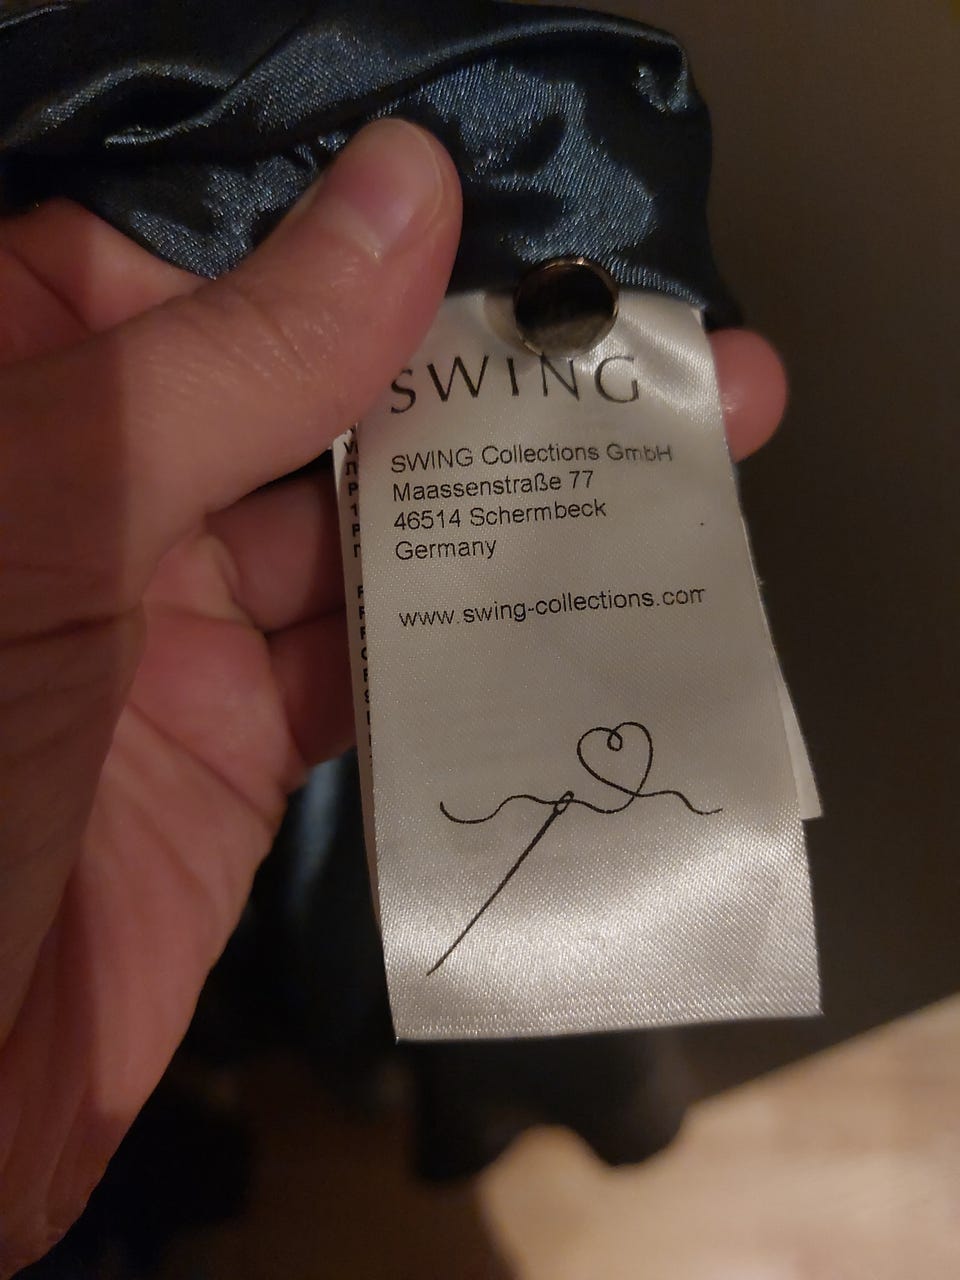 SWING
SWING Collections GmbH
Maassenstraße 77
46514 Schermbeck
Germany
www.swing-collections.com